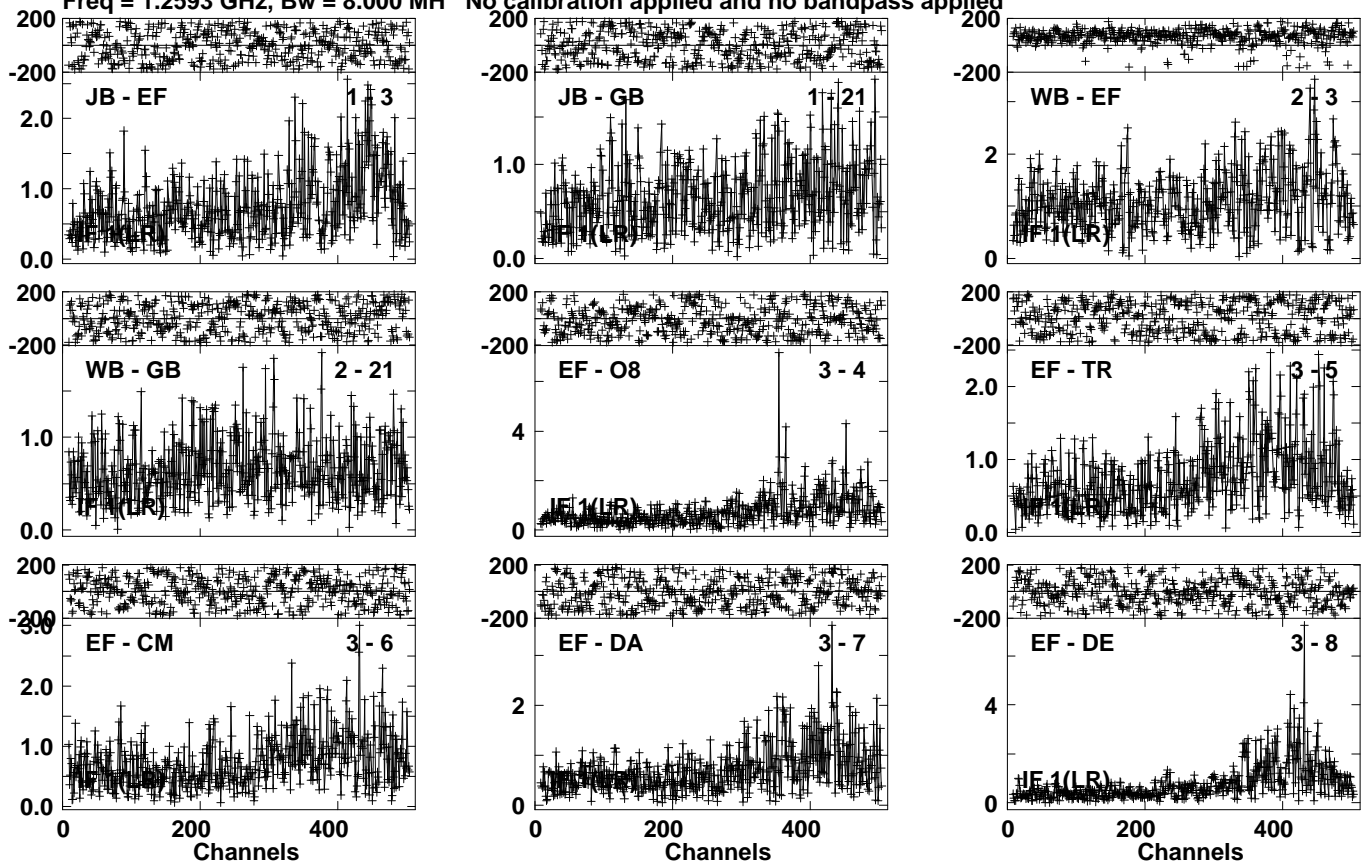 Freq = 1.2593 GHz, Bw = 8.000 MH No calibration applied and no bandpass applied
200 200 200
-200 -200 -200
JB - EF 1 - 3 JB - GB 1 - 21 WB - EF 2 - 3
2.0
1.0 1.0 2
IF 1(LR) IF 1(LR) IF 1(LR)
0.0 0.0 0
200 200 200
-200 -200 -200
WB - GB 2 - 21 EF - O8 3 - 4 EF - TR 3 - 5
2.0
1.0 4 1.0
IF 1(LR) IF 1(LR) IF 1(LR)
0.0 0 0.0
200 200 200
-200 -200 -200
3.0
EF - CM 3 - 6 EF - DA 3 - 7 EF - DE 3 - 8
2.0 2 4
1.0
IF 1(LR) IF 1(LR) IF 1(LR)
0.0 0 0
0 200 400 0 200 400 0 200 400
Channels Channels Channels